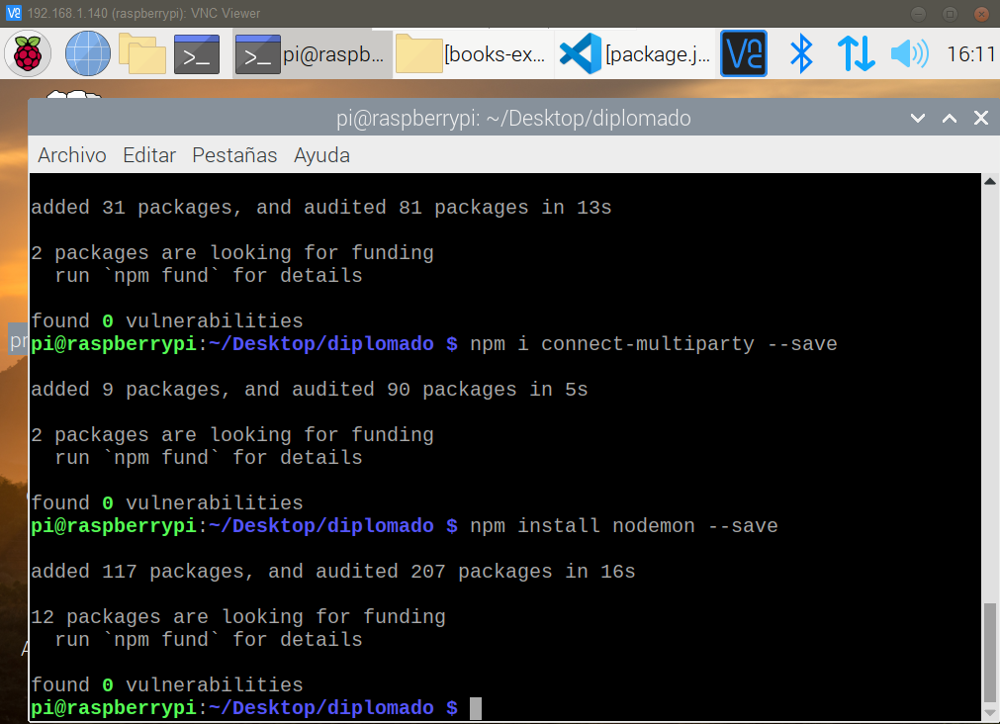 192.168.1.140 (raspberrypi): VNC Viewer
pi@raspb... [books-ex... [package.j... 16:11
pi@raspberrypi: ~/Desktop/diplomado
Archivo Editar Pestañas Ayuda
added 31 packages, and audited 81 packages in 13s
2 packages are looking for funding
run `npm fund` for details
found 0 vulnerabilities
pi@raspberrypi:~/Desktop/diplomado $ npm i connect-multiparty --save
added 9 packages, and audited 90 packages in 5s
2 packages are looking for funding
run `npm fund` for details
found 0 vulnerabilities
pi@raspberrypi:~/Desktop/diplomado $ npm install nodemon --save
added 117 packages, and audited 207 packages in 16s
12 packages are looking for funding
run `npm fund` for details
found 0 vulnerabilities
pi@raspberrypi:~/Desktop/diplomado $